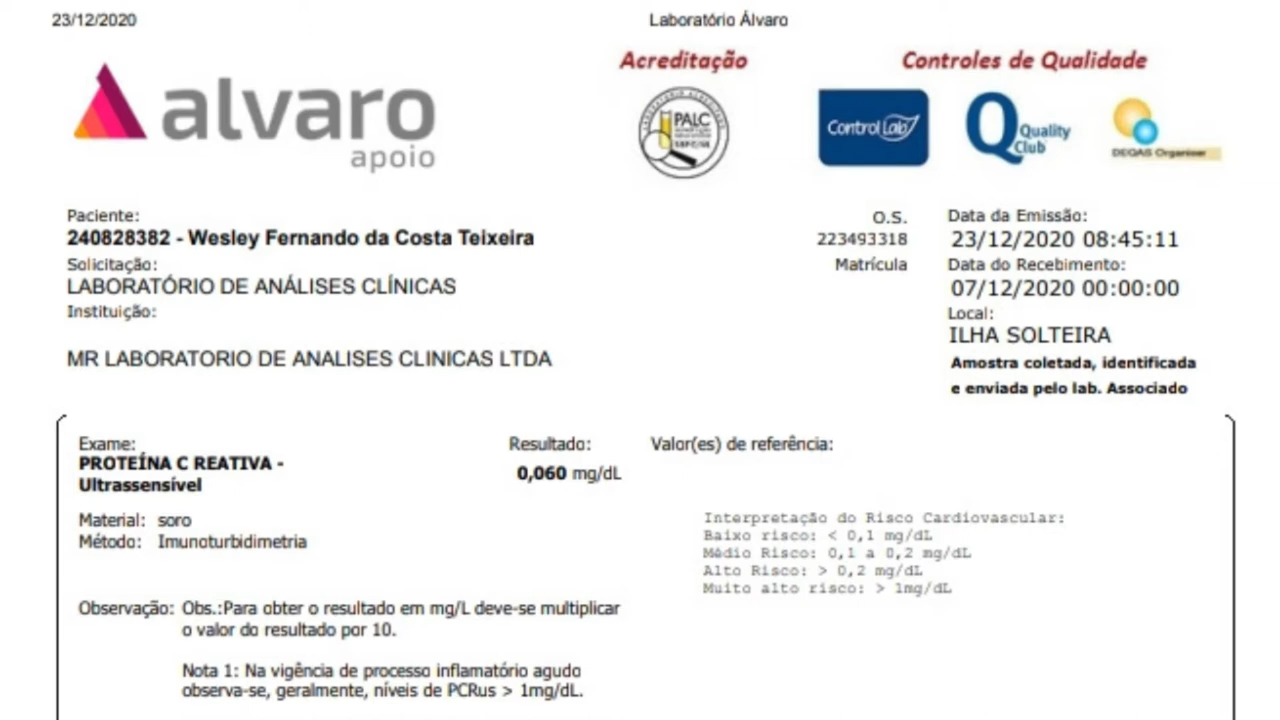 23/12/2020
Laboratório Álvaro
Acreditação
Controles de Qualidade
alvaro
apoio
PALC
ControlLab
Quality
Club
DEQAS Organiser
Paciente:
240828382 - Wesley Fernando da Costa Teixeira
Solicitação:
LABORATÓRIO DE ANÁLISES CLÍNICAS
Instituição:
MR LABORATORIO DE ANALISES CLINICAS LTDA
O.S.
223493318
Matrícula
Data da Emissão:
23/12/2020 08:45:11
Data do Recebimento:
07/12/2020 00:00:00
Local:
ILHA SOLTEIRA
Amostra coletada, identificada
e enviada pelo lab. Associado
Exame:
PROTEÍNA C REATIVA -
Ultrassensível
Resultado:
0,060 mg/dL
Valor(es) de referência:
Material: soro
Método: Imunoturbidimetria
Interpretação do Risco Cardiovascular:
Baixo risco: < 0,1 mg/dL
Médio Risco: 0,1 a 0,2 mg/dL
Alto Risco: > 0,2 mg/dL
Muito alto risco: > 1mg/dL
Observação: Obs.:Para obter o resultado em mg/L deve-se multiplicar
o valor do resultado por 10.
Nota 1: Na vigência de processo inflamatório agudo
observa-se, geralmente, níveis de PCRus > 1mg/dL.